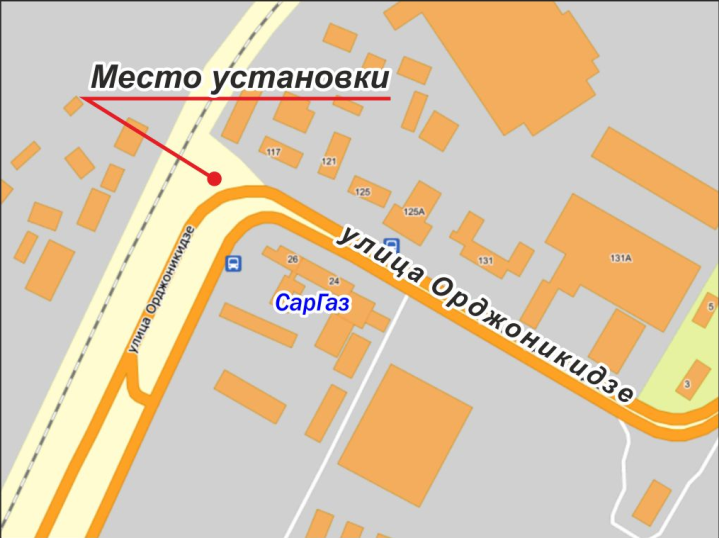 Место установки
117
121
125
125А
131
131А
5
3
26
24
СарГаз
улица Орджоникидзе
улица Орджоникидзе